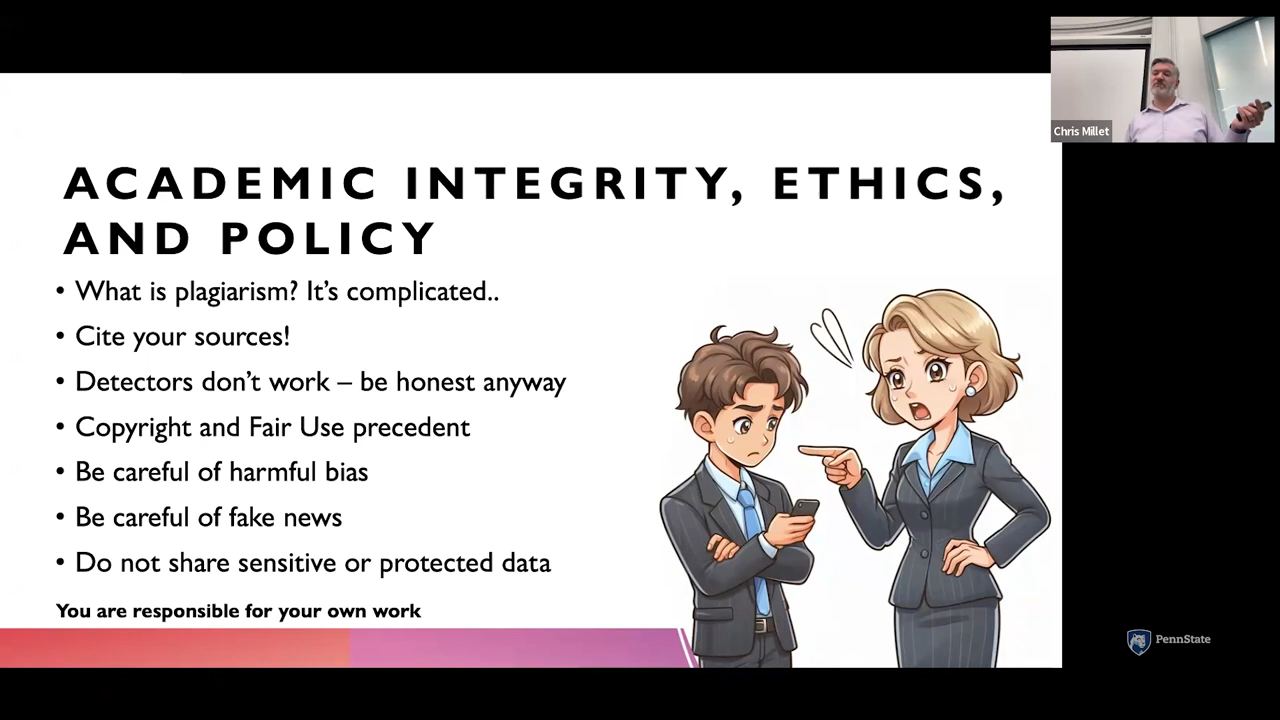 ACADEMIC INTEGRITY, ETHICS,
AND POLICY
• What is plagiarism? It's complicated..
• Cite your sources!
• Detectors don't work – be honest anyway
• Copyright and Fair Use precedent
• Be careful of harmful bias
• Be careful of fake news
• Do not share sensitive or protected data
You are responsible for your own work
Chris Millet
PennState